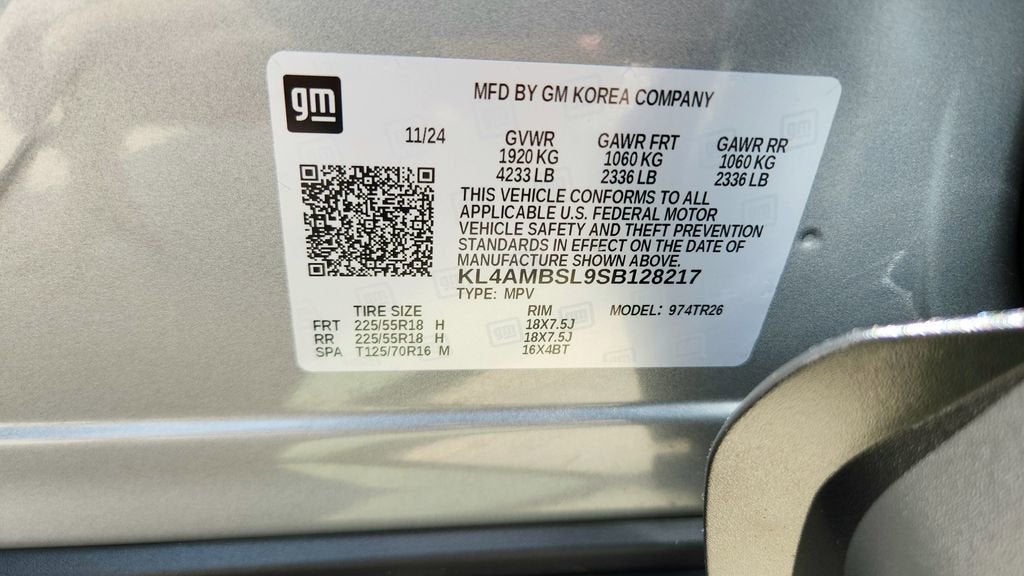 gm
MFD BY GM KOREA COMPANY
11/24 GVWR GAWR FRT GAWR RR
1920 KG 1060 KG 1060 KG
4233 LB 2336 LB 2336 LB
THIS VEHICLE CONFORMS TO ALL
APPLICABLE U.S. FEDERAL MOTOR
VEHICLE SAFETY AND THEFT PREVENTION
STANDARDS IN EFFECT ON THE DATE OF
MANUFACTURE SHOWN ABOVE.
KL4AMBSL9SB128217
TYPE: MPV
TIRE SIZE RIM MODEL: 974TR26
FRT 225/55R18 H 18X7.5J
RR 225/55R18 H 18X7.5J
SPA T125/70R16 M 16X4BT